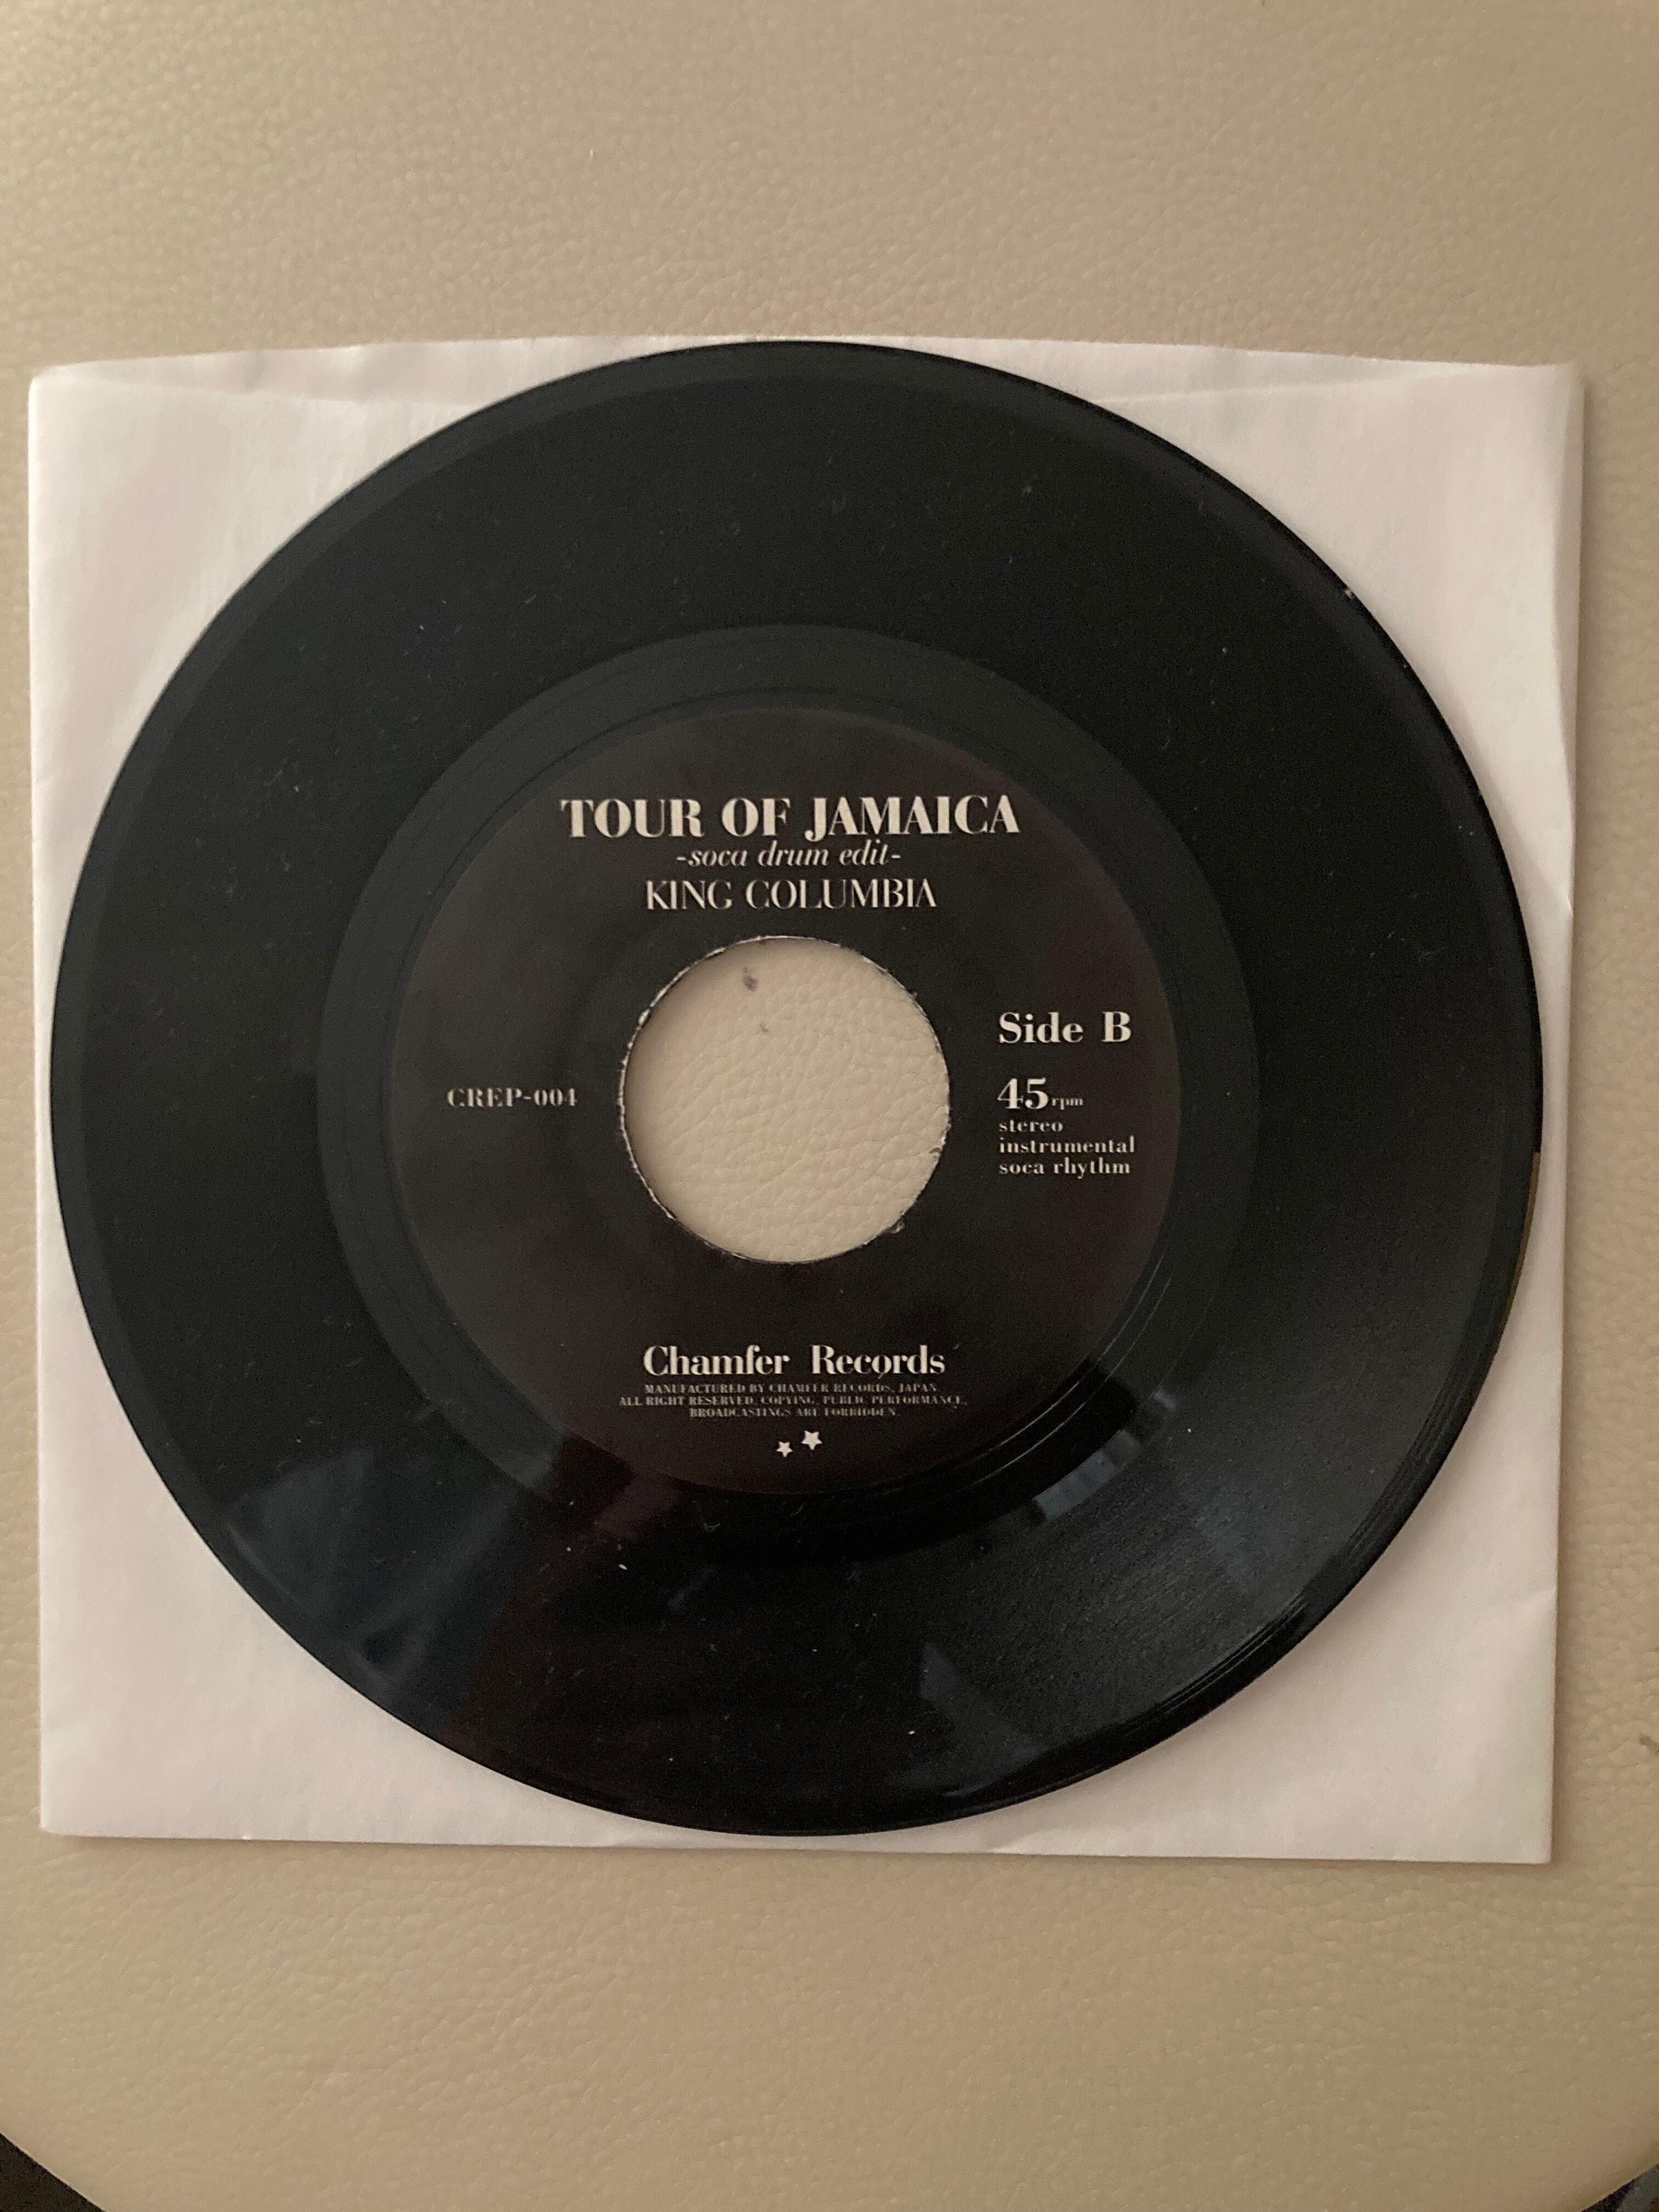 TOUR OF JAMAICA
-soca drum edit-
KING COLUMBIA
CREP-004
Side B
45rpm
stereo
instrumental
soca rhythm
Chamfer Records
MANUFACTURED BY CHAMFER RECORDS, JAPAN.
ALL RIGHT RESERVED. COPYING, PUBLIC PERFORMANCE,
BROADCASTINGS ARE FORBIDDEN.